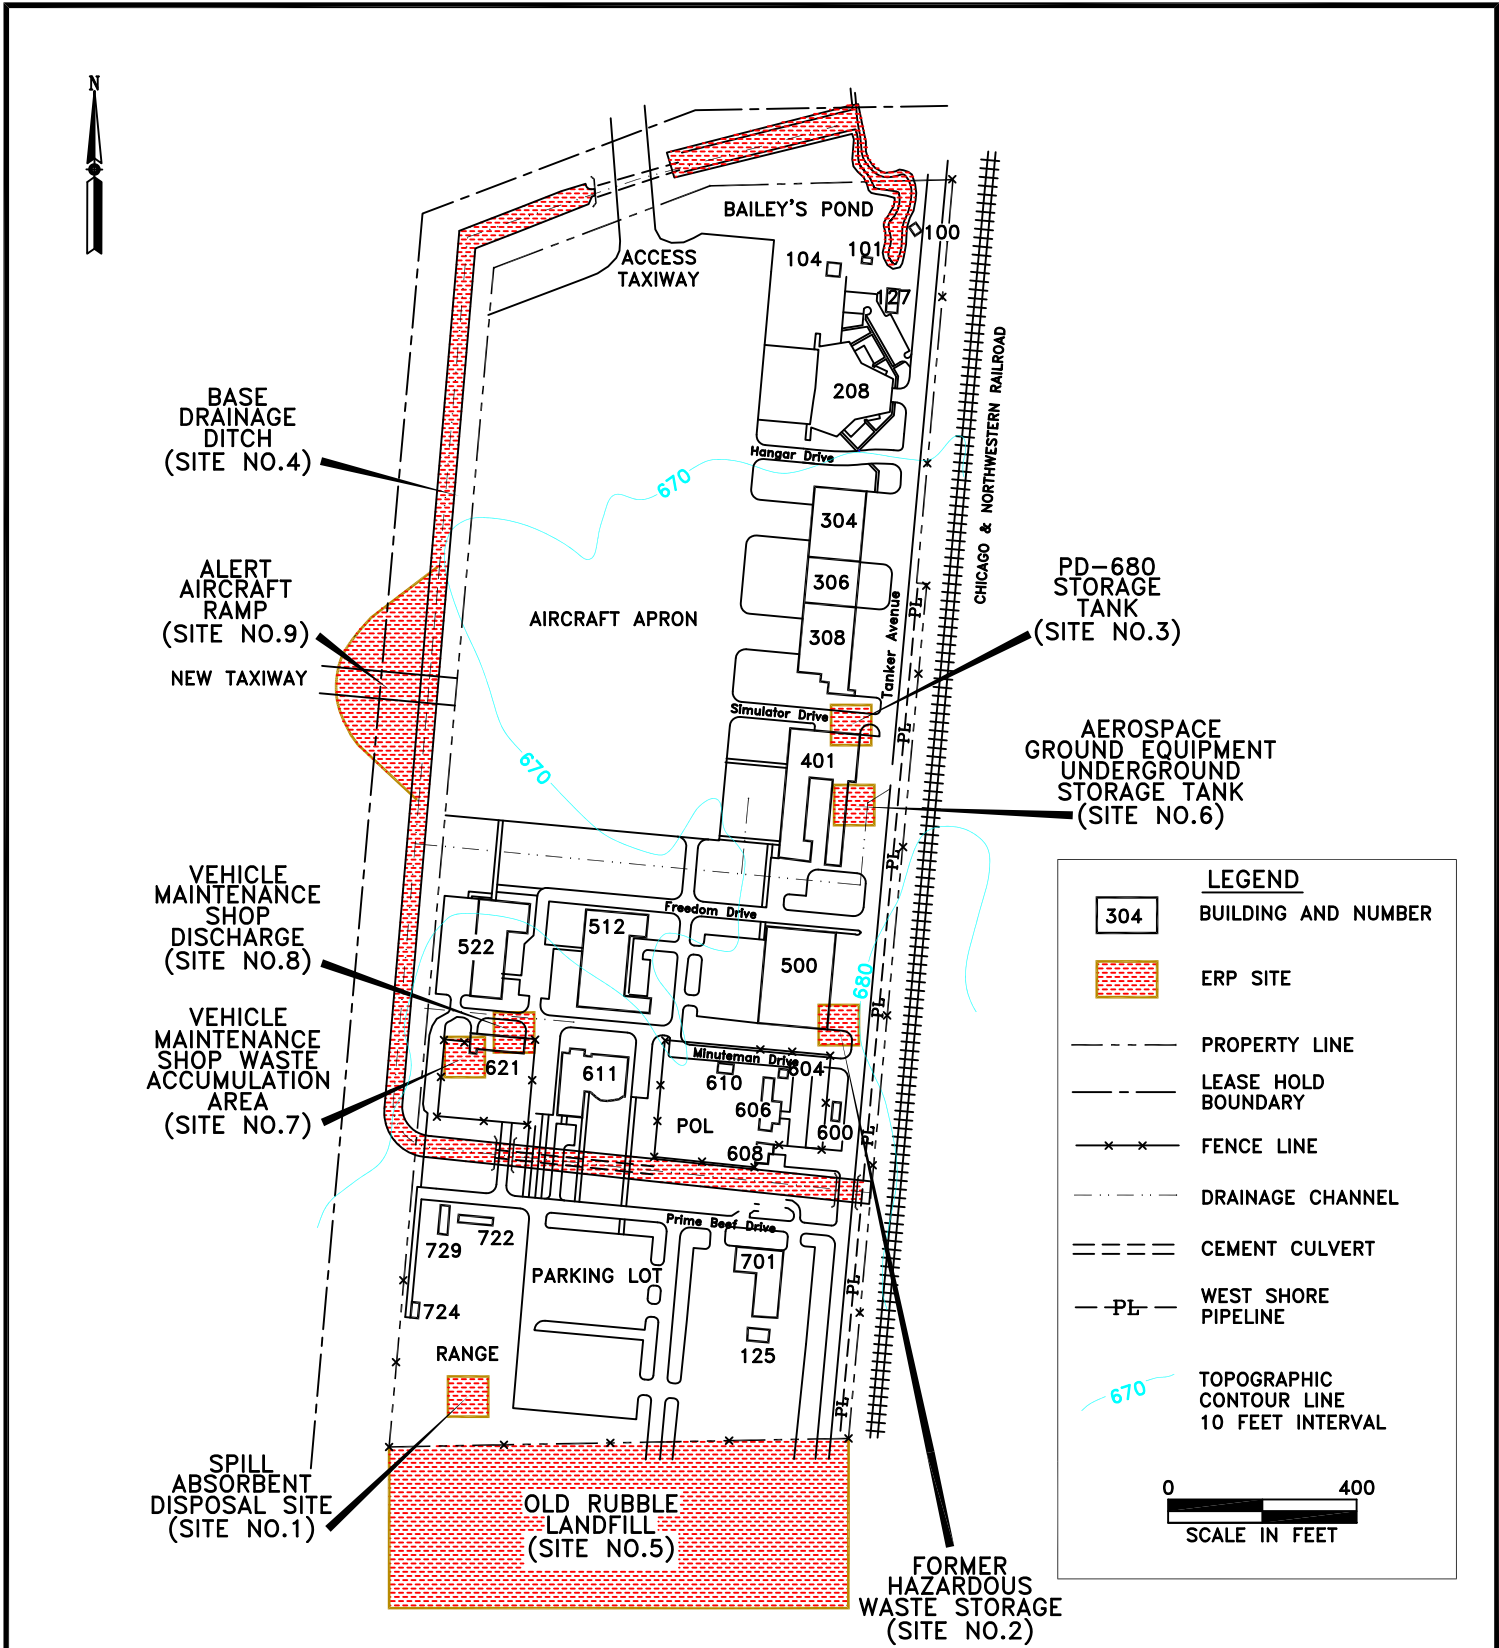 N
BAILEY'S POND
100
101
104
ACCESS
TAXIWAY
127
CHICAGO & NORTHWESTERN RAILROAD
208
BASE
DRAINAGE
DITCH
(SITE NO.4)
Hangar Drive
670
304
ALERT
AIRCRAFT
RAMP
(SITE NO.9)
NEW TAXIWAY
AIRCRAFT APRON
306
308
Tanker Avenue
PL
PD-680
STORAGE
TANK
(SITE NO.3)
Simulator Drive
PL
401
670
AEROSPACE
GROUND EQUIPMENT
UNDERGROUND
STORAGE TANK
(SITE NO.6)
PL
VEHICLE
MAINTENANCE
SHOP
DISCHARGE
(SITE NO.8)
Freedom Drive
522
512
500
680
PL
VEHICLE
MAINTENANCE
SHOP WASTE
ACCUMULATION
AREA
(SITE NO.7)
Minuteman Drive
621
611
610
604
606
POL
600
608
PL
Prime Beef Drive
729
722
701
PARKING LOT
PL
724
125
RANGE
PL
SPILL
ABSORBENT
DISPOSAL SITE
(SITE NO.1)
OLD RUBBLE
LANDFILL
(SITE NO.5)
FORMER
HAZARDOUS
WASTE STORAGE
(SITE NO.2)
LEGEND
304
BUILDING AND NUMBER
ERP SITE
PROPERTY LINE
LEASE HOLD
BOUNDARY
FENCE LINE
DRAINAGE CHANNEL
CEMENT CULVERT
PL
WEST SHORE
PIPELINE
670
TOPOGRAPHIC
CONTOUR LINE
10 FEET INTERVAL
0 400
SCALE IN FEET